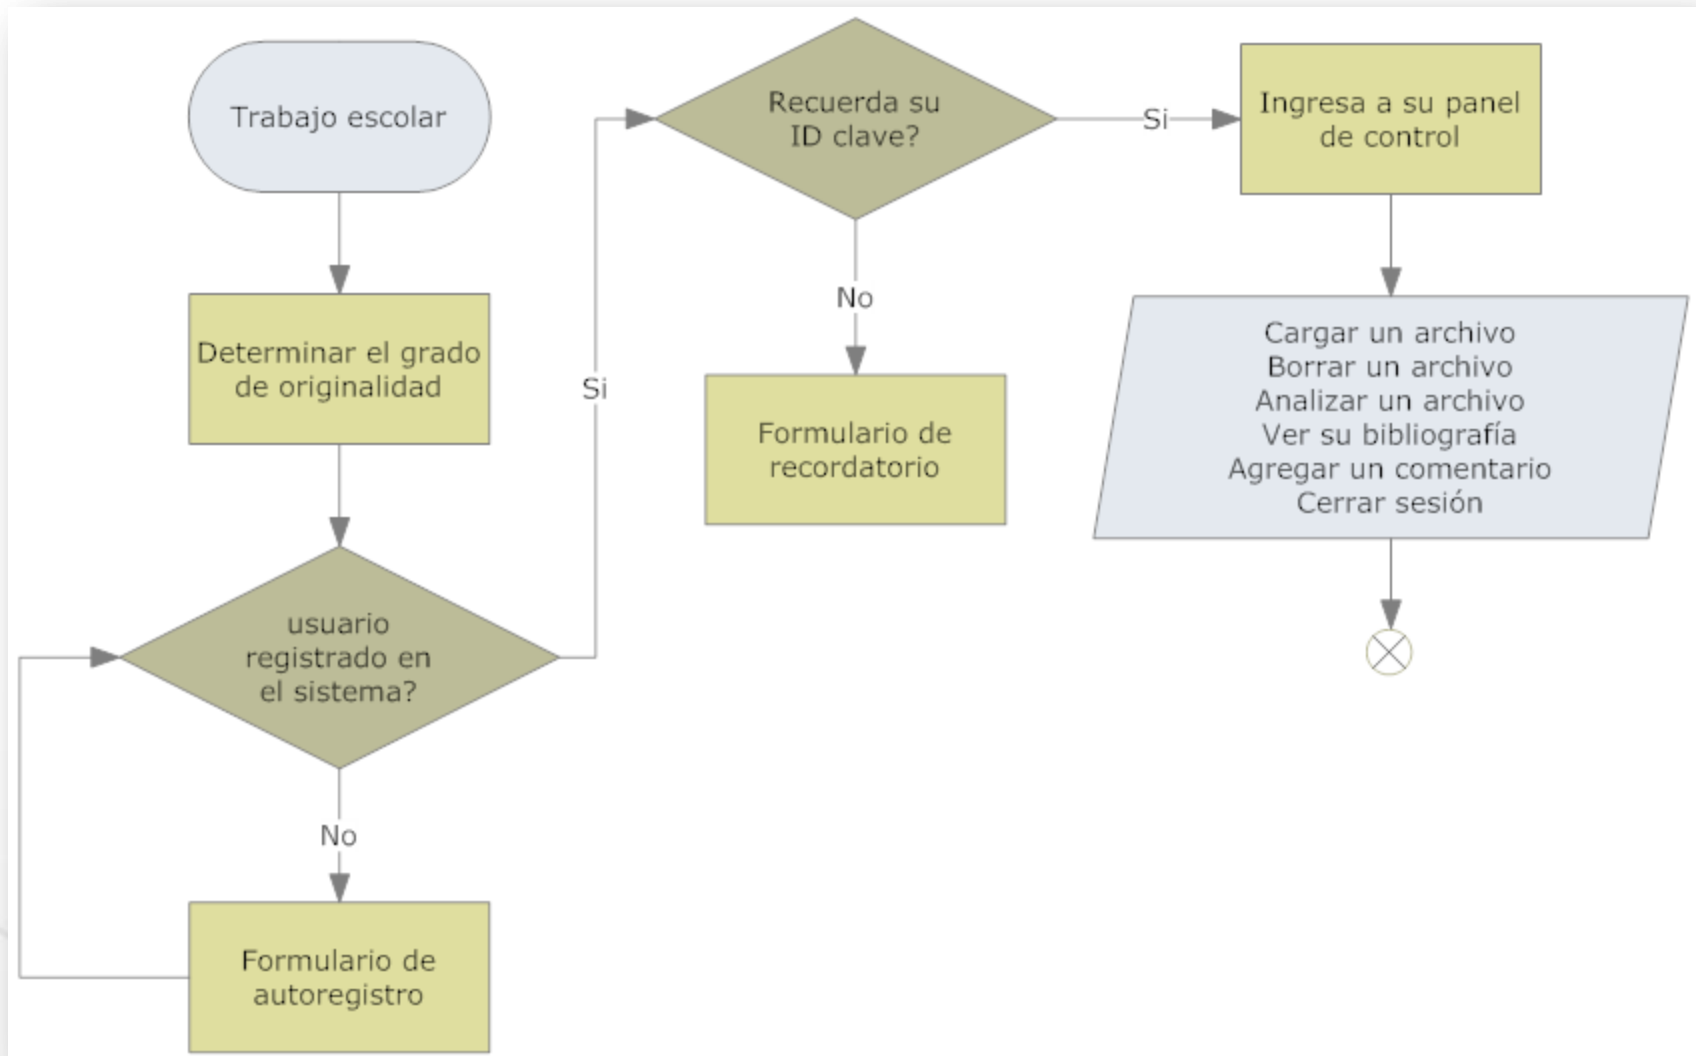 Trabajo escolar
Determinar el grado
de originalidad
usuario
registrado en
el sistema?
No
Formulario de
autoregistro
Si
Recuerda su
ID clave?
No
Formulario de
recordatorio
Si
Ingresa a su panel
de control
Cargar un archivo
Borrar un archivo
Analizar un archivo
Ver su bibliografía
Agregar un comentario
Cerrar sesión